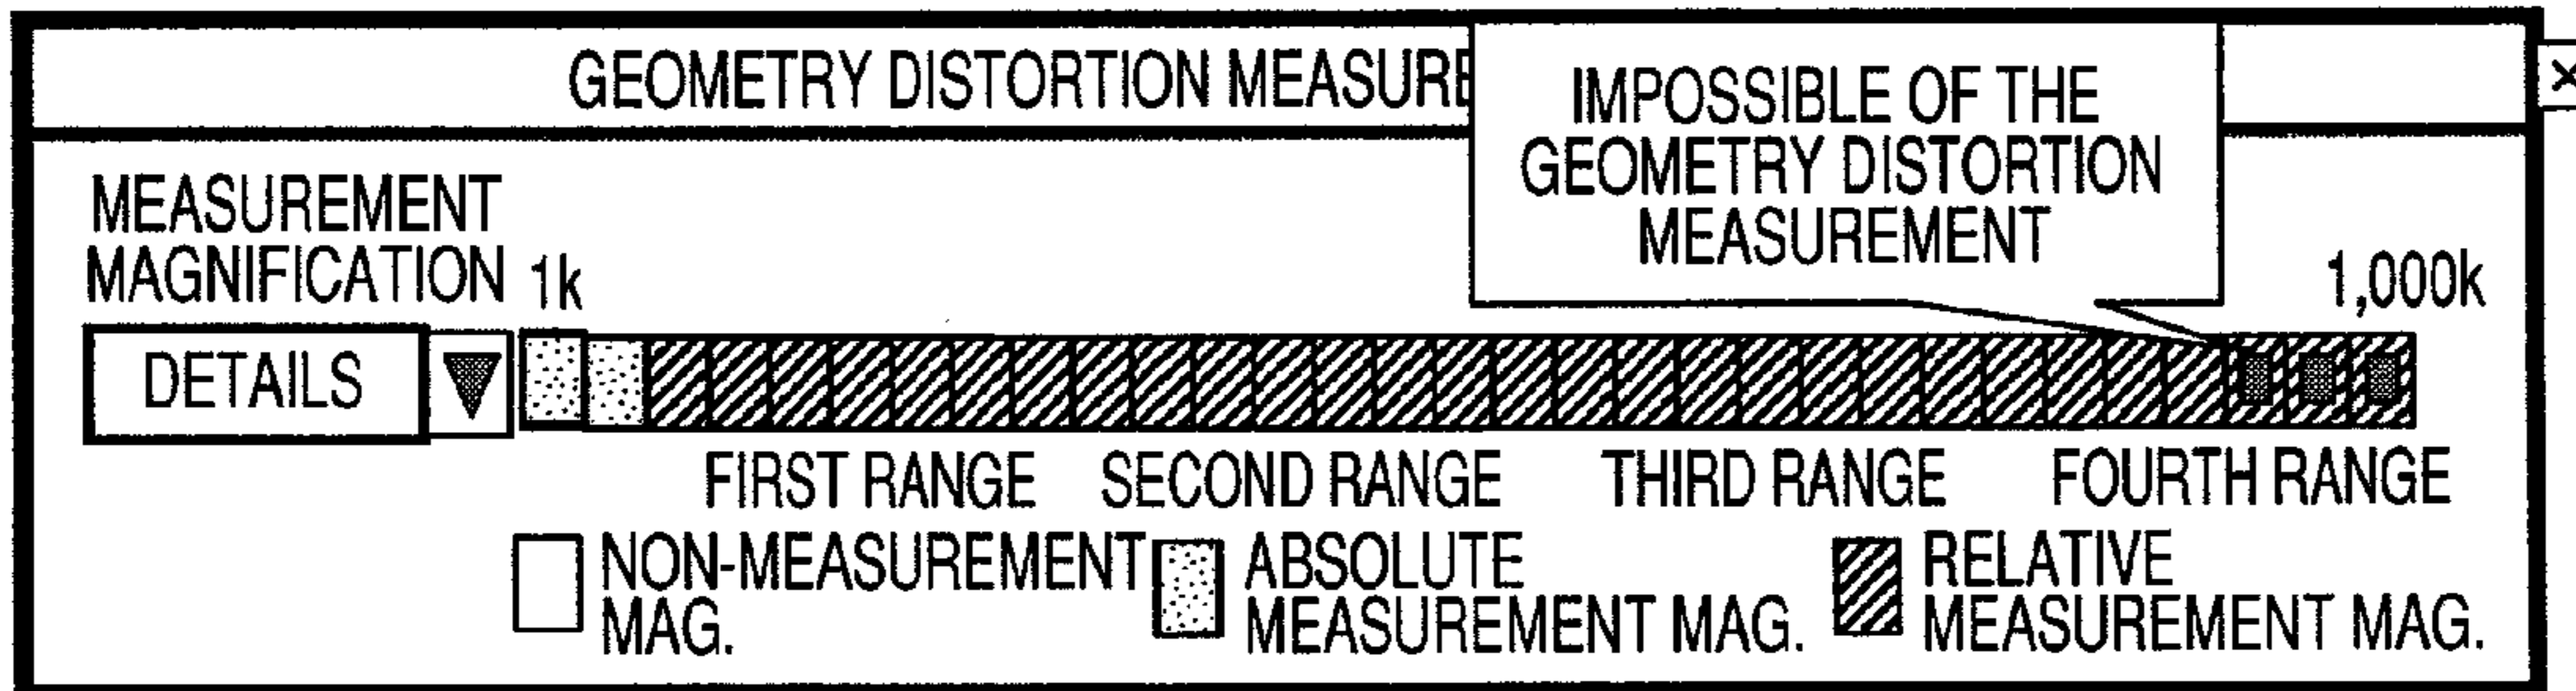 GEOMETRY DISTORTION MEASURE
IMPOSSIBLE OF THE
GEOMETRY DISTORTION
MEASUREMENT
×
MEASUREMENT
MAGNIFICATION
1k
1,000k
DETAILS
FIRST RANGE SECOND RANGE THIRD RANGE FOURTH RANGE
NON-MEASUREMENT
MAG.
ABSOLUTE
MEASUREMENT MAG.
RELATIVE
MEASUREMENT MAG.